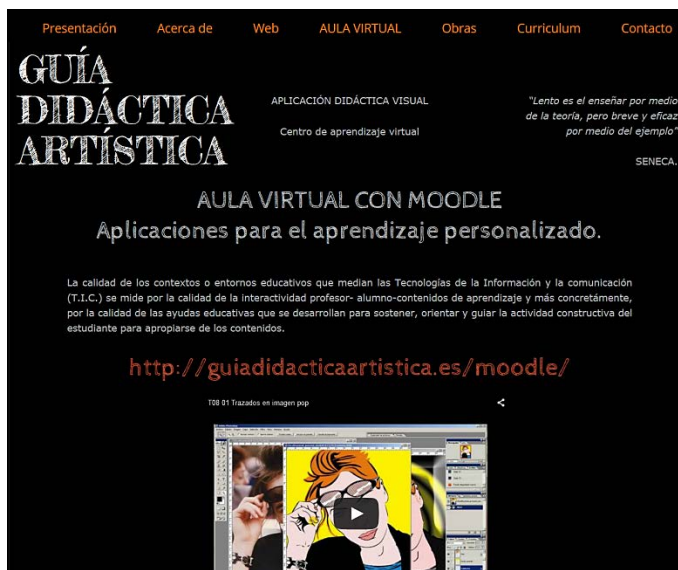 Presentación Acerca de Web AULA VIRTUAL Obras Curriculum Contacto
GUÍA
DIDÁCTICA
ARTÍSTICA
APLICACIÓN DIDÁCTICA VISUAL
Centro de aprendizaje virtual
"Lento es el enseñar por medio
de la teoría, pero breve y eficaz
por medio del ejemplo"
SENECA.
AULA VIRTUAL CON MOODLE
Aplicaciones para el aprendizaje personalizado.
La calidad de los contextos o entornos educativos que median las Tecnologías de la Información y la comunicación
(T.I.C.) se mide por la calidad de la interactividad profesor- alumno-contenidos de aprendizaje y más concretámente,
por la calidad de las ayudas educativas que se desarrollan para sostener, orientar y guiar la actividad constructiva del
estudiante para apropiarse de los contenidos.
http://guiadidacticaartistica.es/moodle/
T08 01 Trazados en imagen pop